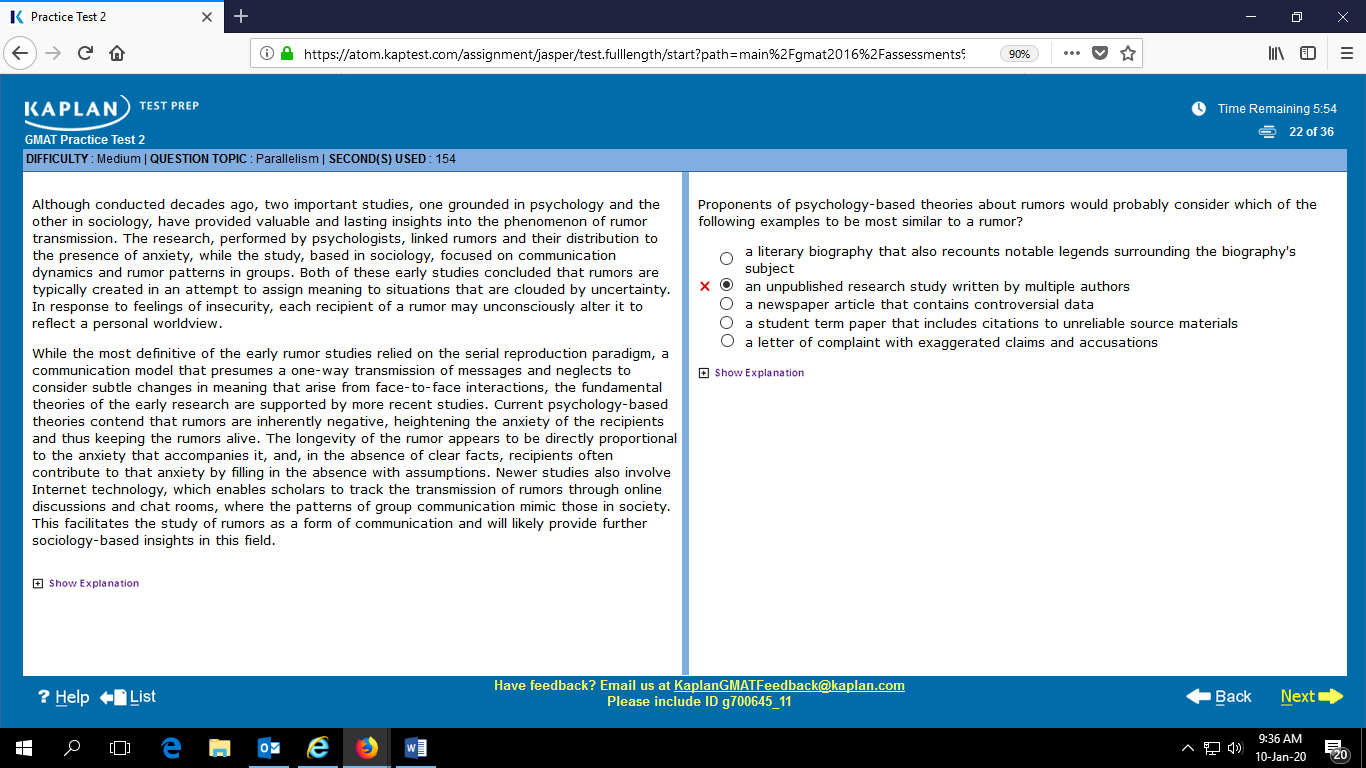 Practice Test 2
https://atom.kaptest.com/assignment/jasper/test.fulllength/start?path=main%2Fgmat2016%2Fassessments%
90%
KAPLAN TEST PREP
GMAT Practice Test 2
Time Remaining 5:54
22 of 36
DIFFICULTY : Medium | QUESTION TOPIC : Parallelism | SECOND(S) USED : 154
Although conducted decades ago, two important studies, one grounded in psychology and the
other in sociology, have provided valuable and lasting insights into the phenomenon of rumor
transmission. The research, performed by psychologists, linked rumors and their distribution to
the presence of anxiety, while the study, based in sociology, focused on communication
dynamics and rumor patterns in groups. Both of these early studies concluded that rumors are
typically created in an attempt to assign meaning to situations that are clouded by uncertainty.
In response to feelings of insecurity, each recipient of a rumor may unconsciously alter it to
reflect a personal worldview.
While the most definitive of the early rumor studies relied on the serial reproduction paradigm, a
communication model that presumes a one-way transmission of messages and neglects to
consider subtle changes in meaning that arise from face-to-face interactions, the fundamental
theories of the early research are supported by more recent studies. Current psychology-based
theories contend that rumors are inherently negative, heightening the anxiety of the recipients
and thus keeping the rumors alive. The longevity of the rumor appears to be directly proportional
to the anxiety that accompanies it, and, in the absence of clear facts, recipients often
contribute to that anxiety by filling in the absence with assumptions. Newer studies also involve
Internet technology, which enables scholars to track the transmission of rumors through online
discussions and chat rooms, where the patterns of group communication mimic those in society.
This facilitates the study of rumors as a form of communication and will likely provide further
sociology-based insights in this field.
Show Explanation
Proponents of psychology-based theories about rumors would probably consider which of the
following examples to be most similar to a rumor?
a literary biography that also recounts notable legends surrounding the biography's
subject
an unpublished research study written by multiple authors
a newspaper article that contains controversial data
a student term paper that includes citations to unreliable source materials
a letter of complaint with exaggerated claims and accusations
Show Explanation
? Help
List
Have feedback? Email us at KaplanGMATFeedback@kaplan.com
Please include ID g700645_11
Back
Next
9:36 AM
10-Jan-20
20